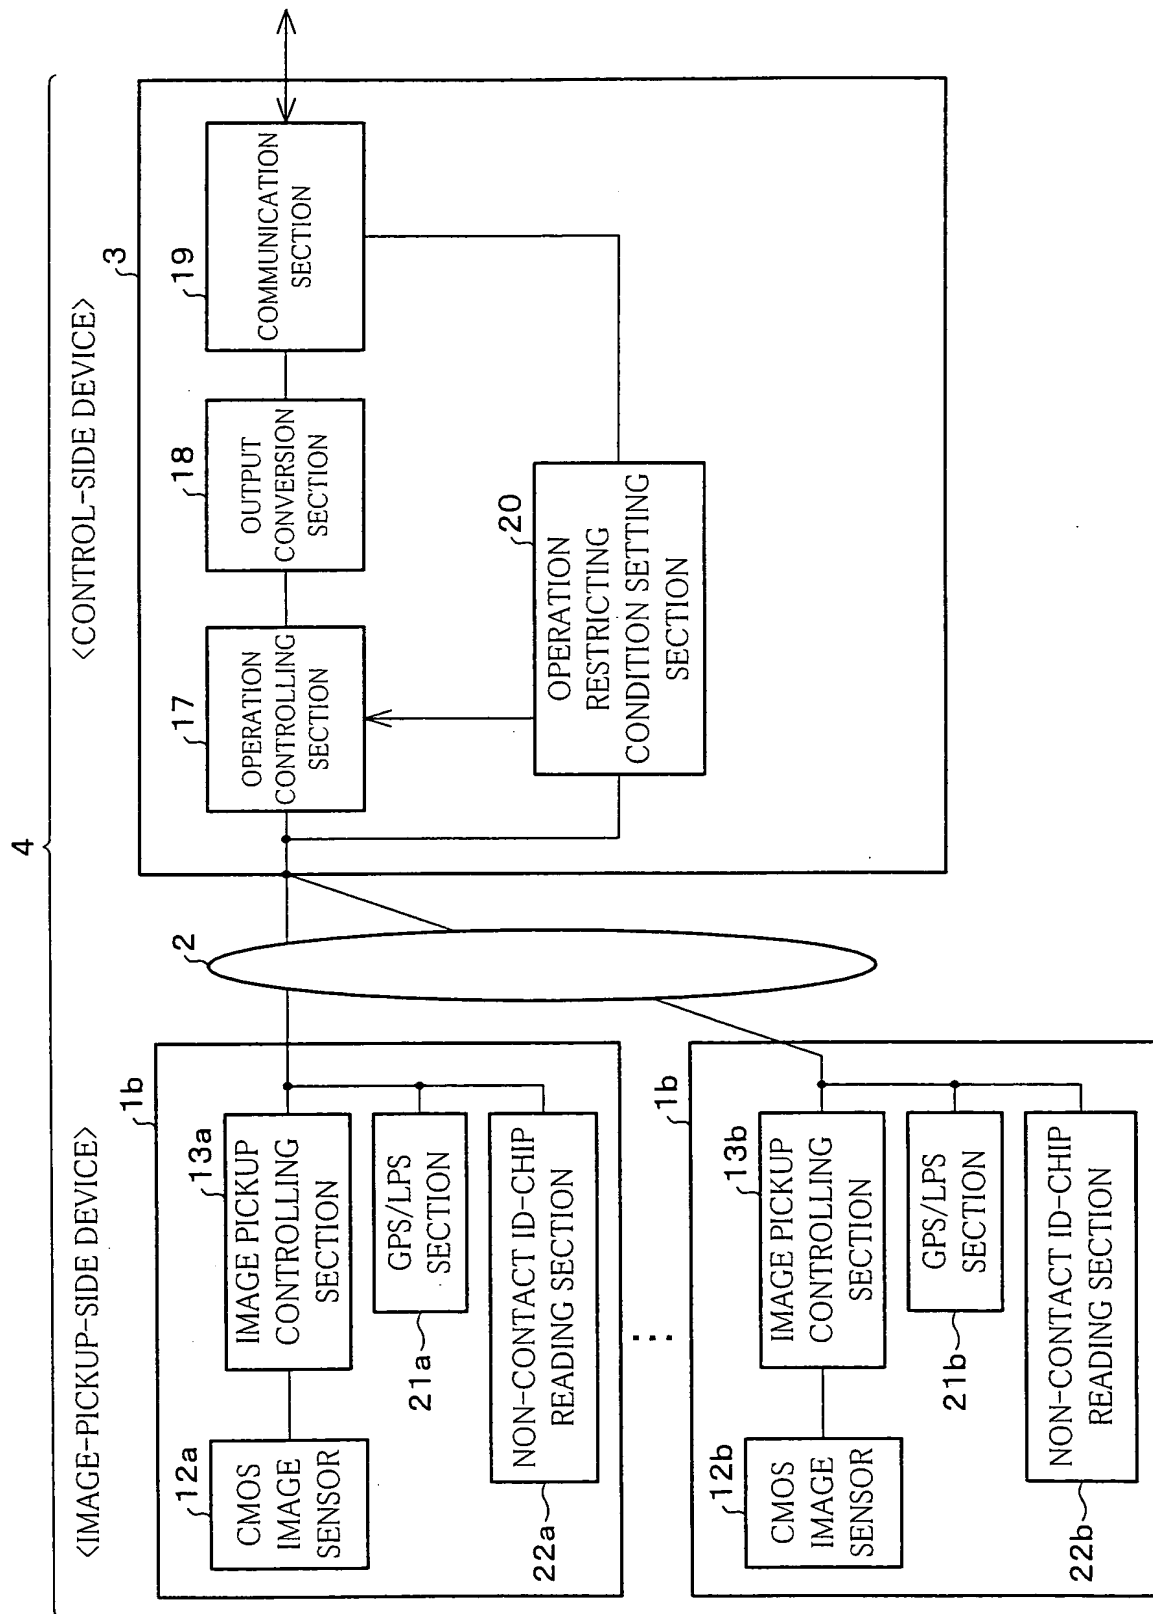 4
<IMAGE-PICKUP-SIDE DEVICE>
<CONTROL-SIDE DEVICE>
1b
12a
CMOS
IMAGE
SENSOR
13a
IMAGE PICKUP
CONTROLLING
SECTION
21a
GPS/LPS
SECTION
22a
NON-CONTACT ID-CHIP
READING SECTION
1b
12b
CMOS
IMAGE
SENSOR
13b
IMAGE PICKUP
CONTROLLING
SECTION
21b
GPS/LPS
SECTION
22b
NON-CONTACT ID-CHIP
READING SECTION
2
3
17
OPERATION
CONTROLLING
SECTION
18
OUTPUT
CONVERSION
SECTION
19
COMMUNICATION
SECTION
20
OPERATION
RESTRICTING
CONDITION SETTING
SECTION